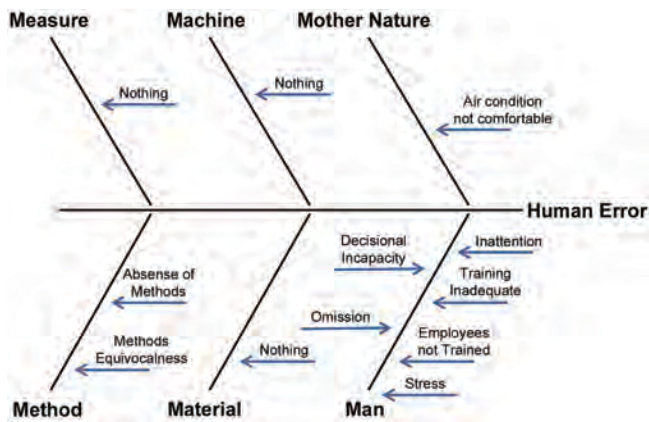 Measure
Machine
Mother Nature
Nothing
Nothing
Air condition
not comfortable
Human Error
Decisional
Incapacity
Inattention
Absense of
Methods
Training
Inadequate
Omission
Methods
Equivocalness
Nothing
Employees
not Trained
Stress
Method
Material
Man